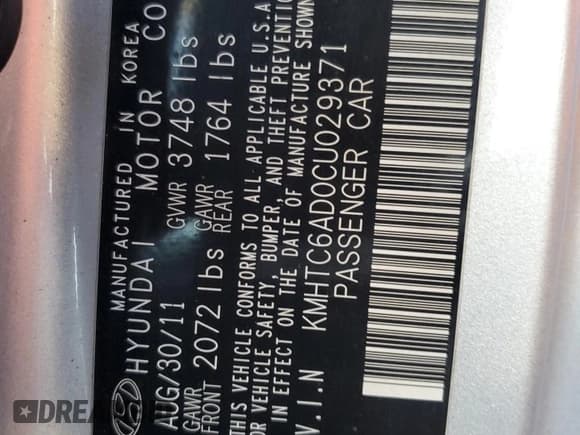 MANUFACTURED IN KOREA
HYUNDAI MOTOR CO
AUG/30/11 GVWR 3748 lbs
GAWR FRONT 2072 lbs GAWR REAR 1764 lbs
THIS VEHICLE CONFORMS TO ALL APPLICABLE U.S.A
OR VEHICLE SAFETY, BUMPER, AND THEFT PREVENTIO
IN EFFECT ON THE DATE OF MANUFACTURE SHOWN
V.I.N KMHTC6AD0CU029371
PASSENGER CAR